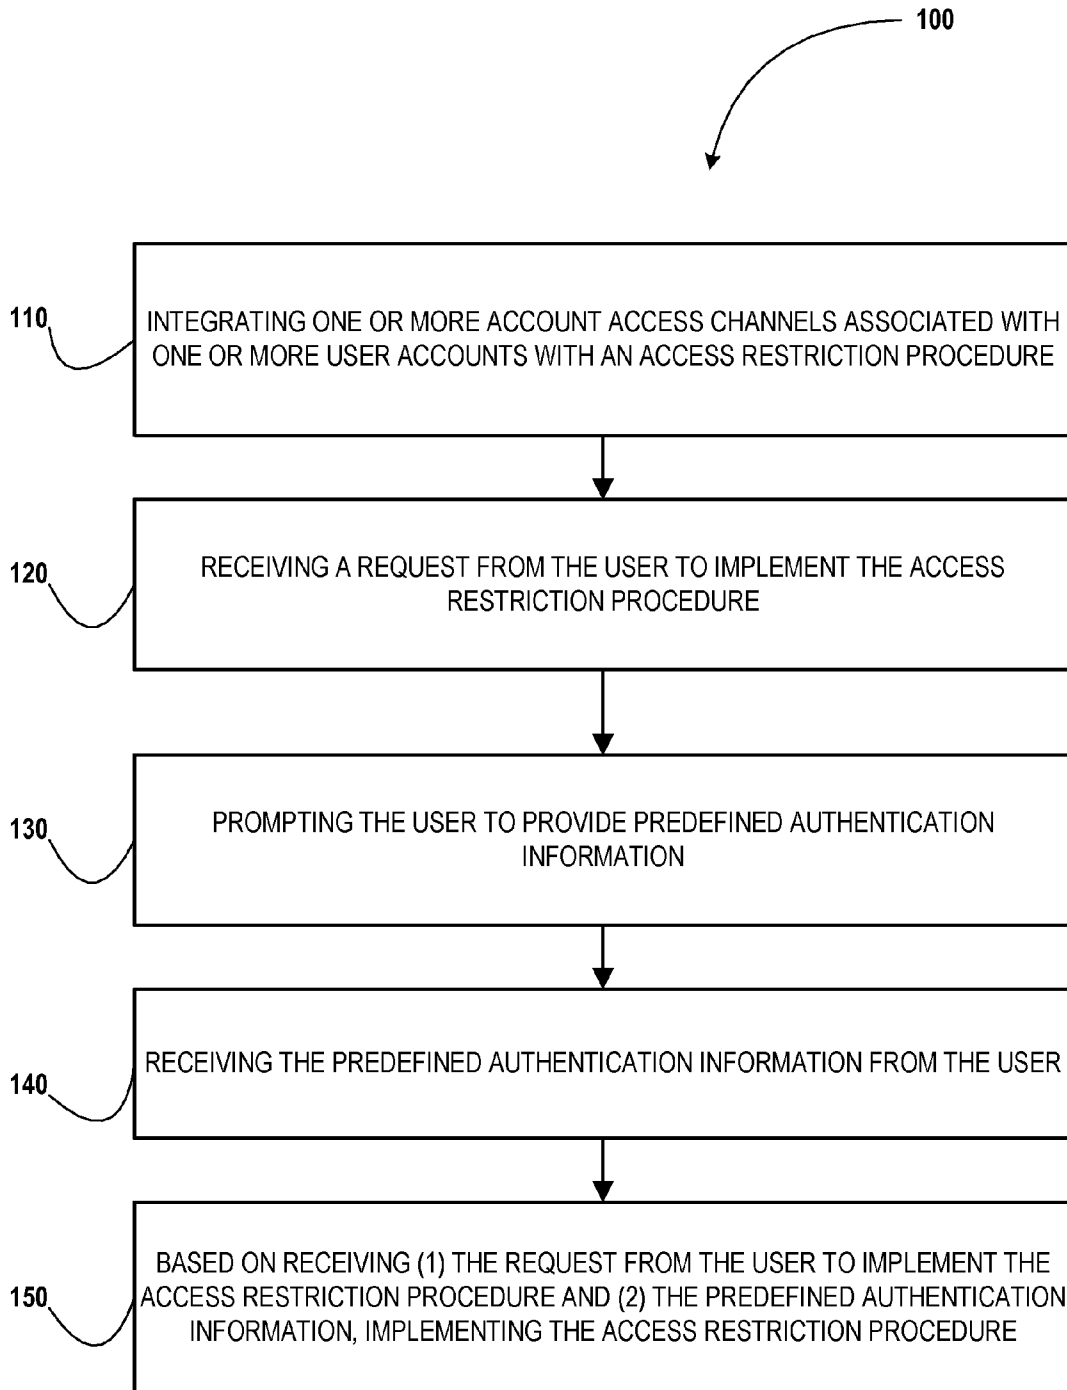 100
110
INTEGRATING ONE OR MORE ACCOUNT ACCESS CHANNELS ASSOCIATED WITH
ONE OR MORE USER ACCOUNTS WITH AN ACCESS RESTRICTION PROCEDURE
120
RECEIVING A REQUEST FROM THE USER TO IMPLEMENT THE ACCESS
RESTRICTION PROCEDURE
130
PROMPTING THE USER TO PROVIDE PREDEFINED AUTHENTICATION
INFORMATION
140
RECEIVING THE PREDEFINED AUTHENTICATION INFORMATION FROM THE USER
150
BASED ON RECEIVING (1) THE REQUEST FROM THE USER TO IMPLEMENT THE
ACCESS RESTRICTION PROCEDURE AND (2) THE PREDEFINED AUTHENTICATION
INFORMATION, IMPLEMENTING THE ACCESS RESTRICTION PROCEDURE